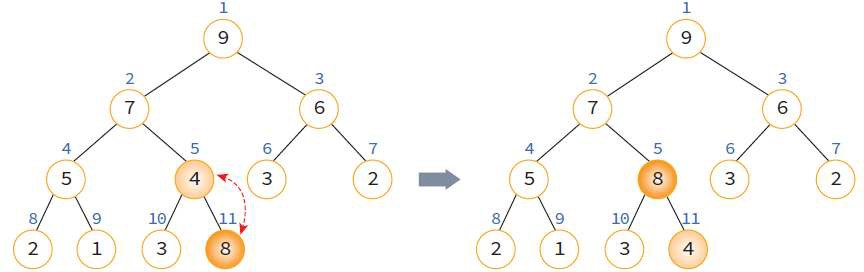 1 1
9 9
2 3 2 3
7 6 7 6
4 5 6 7 4 5 6 7
5 4 3 2 5 8 3 2
8 9 10 11 8 9 10 11
2 1 3 8 2 1 3 4